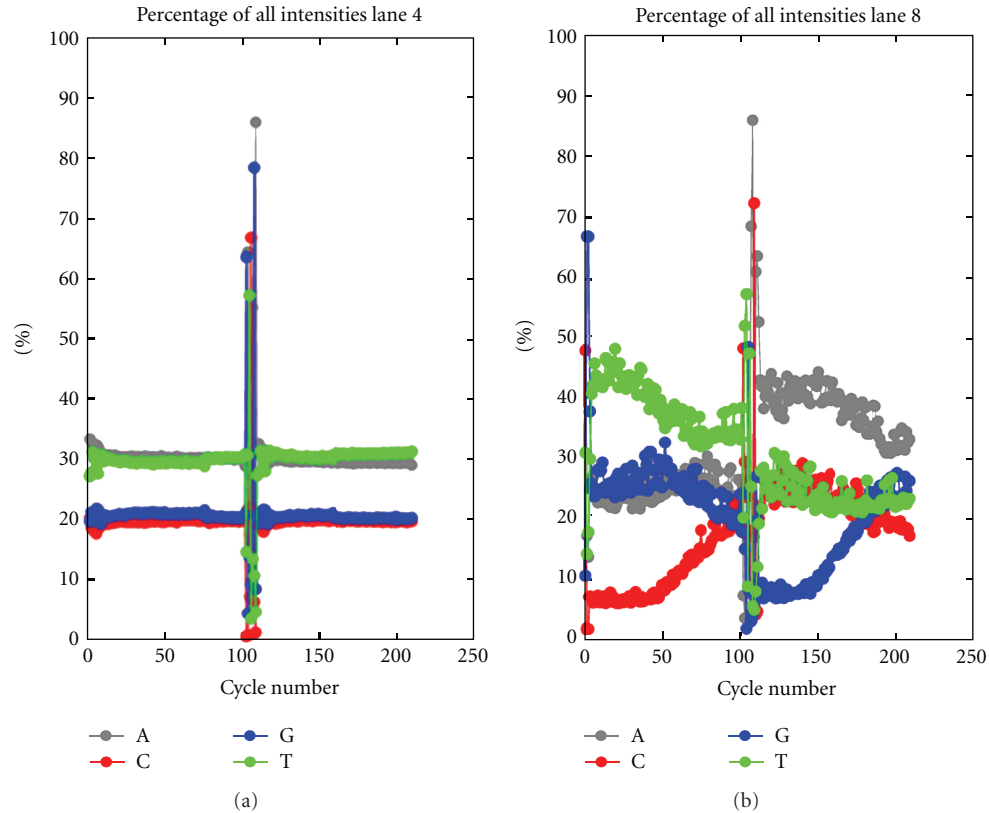 Percentage of all intensities lane 4
100
90
80
70
60
50
40
30
20
10
0
(%)
0 50 100 150 200 250
Cycle number
A G
C T
(a)
Percentage of all intensities lane 8
100
90
80
70
60
50
40
30
20
10
0
(%)
0 50 100 150 200 250
Cycle number
A G
C T
(b)